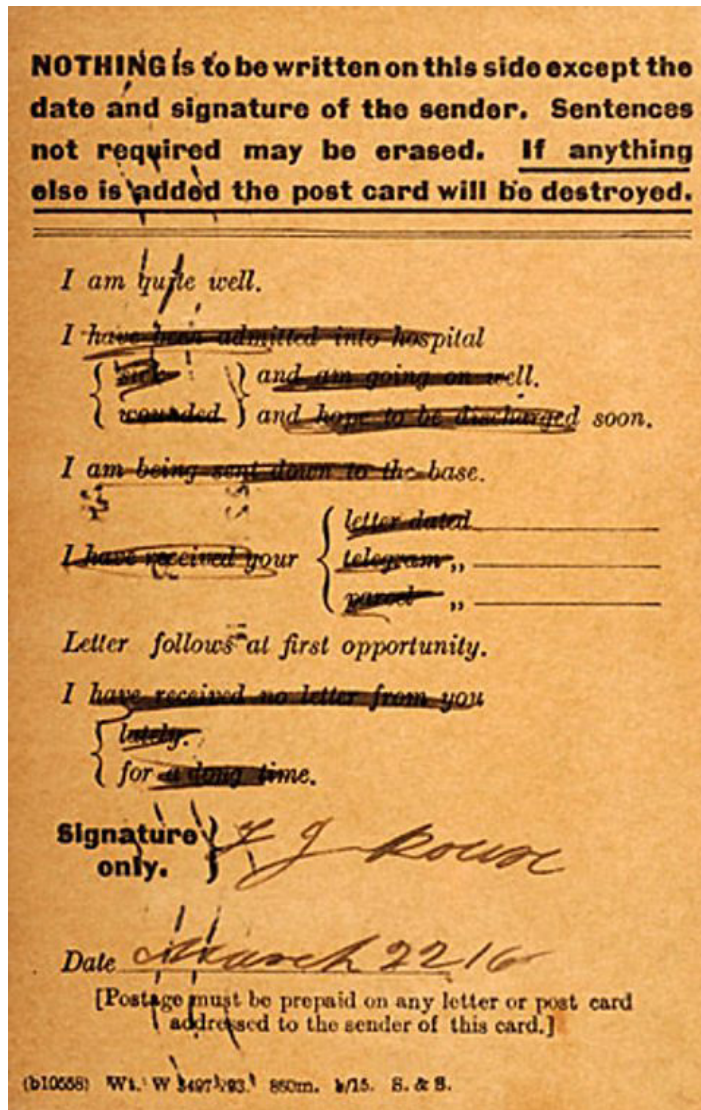 NOTHING is to be written on this side except the
date and signature of the sender. Sentences
not required may be erased. If anything
else is added the post card will be destroyed.
I am quite well.
I have been admitted into hospital
{ sick } and am going on well.
{ wounded } and hope to be discharged soon.
I am being sent down to the base.
I have received your { letter dated
telegram „
parcel „
Letter follows at first opportunity.
I have received no letter from you
{ lately.
for a long time.
Signature only. } J
Date March 22 16
[Postage must be prepaid on any letter or post card
addressed to the sender of this card.]
(b10558) Wt. W 3497/293. 860m. S. & S.